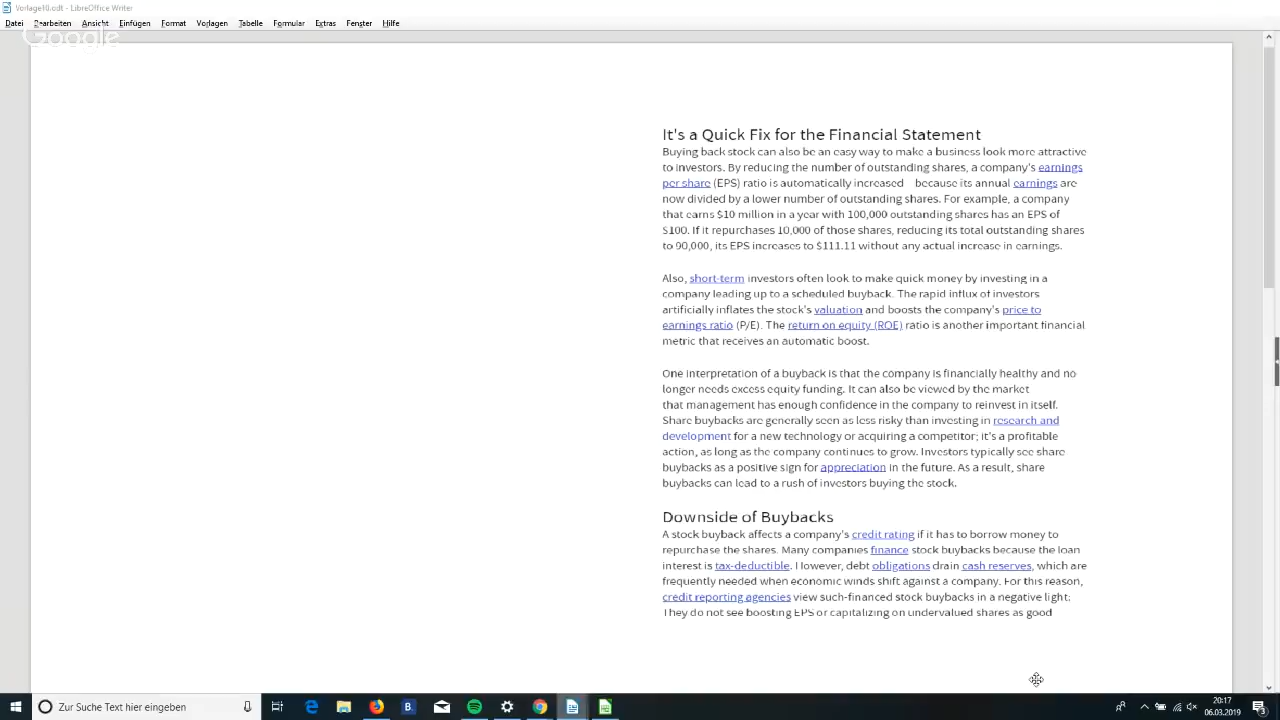 Vorlage16.odt - LibreOffice Writer
Datei Bearbeiten Ansicht Einfügen Format Vorlagen Tabelle Formular Extras Fenster Hilfe
Google
It's a Quick Fix for the Financial Statement
Buying back stock can also be an easy way to make a business look more attractive
to investors. By reducing the number of outstanding shares, a company's earnings
per share (EPS) ratio is automatically increased – because its annual earnings are
now divided by a lower number of outstanding shares. For example, a company
that earns $10 million in a year with 100,000 outstanding shares has an EPS of
$100. If it repurchases 10,000 of those shares, reducing its total outstanding shares
to 90,000, its EPS increases to $111.11 without any actual increase in earnings.
Also, short-term investors often look to make quick money by investing in a
company leading up to a scheduled buyback. The rapid influx of investors
artificially inflates the stock's valuation and boosts the company's price to
earnings ratio (P/E). The return on equity (ROE) ratio is another important financial
metric that receives an automatic boost.
One interpretation of a buyback is that the company is financially healthy and no
longer needs excess equity funding. It can also be viewed by the market
that management has enough confidence in the company to reinvest in itself.
Share buybacks are generally seen as less risky than investing in research and
development for a new technology or acquiring a competitor; it's a profitable
action, as long as the company continues to grow. Investors typically see share
buybacks as a positive sign for appreciation in the future. As a result, share
buybacks can lead to a rush of investors buying the stock.
Downside of Buybacks
A stock buyback affects a company's credit rating if it has to borrow money to
repurchase the shares. Many companies finance stock buybacks because the loan
interest is tax-deductible. However, debt obligations drain cash reserves, which are
frequently needed when economic winds shift against a company. For this reason,
credit reporting agencies view such-financed stock buybacks in a negative light:
They do not see boosting EPS or capitalizing on undervalued shares as good
Zur Suche Text hier eingeben
B.
20:17
06.03.2019
3